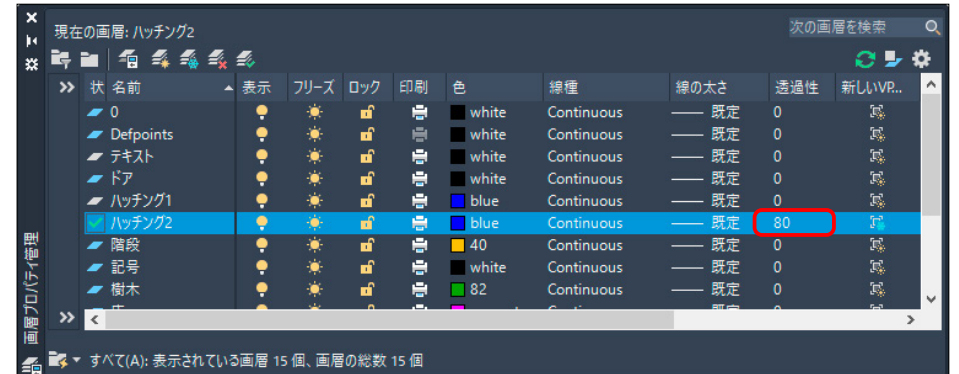 現在の画層: ハッチング2
次の画層を検索
状 名前 表示 フリーズ ロック 印刷 色 線種 線の太さ 透過性 新しいVP...
0 white Continuous 既定 0
Defpoints white Continuous 既定 0
テキスト white Continuous 既定 0
ドア white Continuous 既定 0
ハッチング1 blue Continuous 既定 0
ハッチング2 blue Continuous 既定 80
階段 40 Continuous 既定 0
記号 white Continuous 既定 0
樹木 82 Continuous 既定 0
すべて(A): 表示されている画層 15 個、画層の総数 15 個
画層プロパティ管理